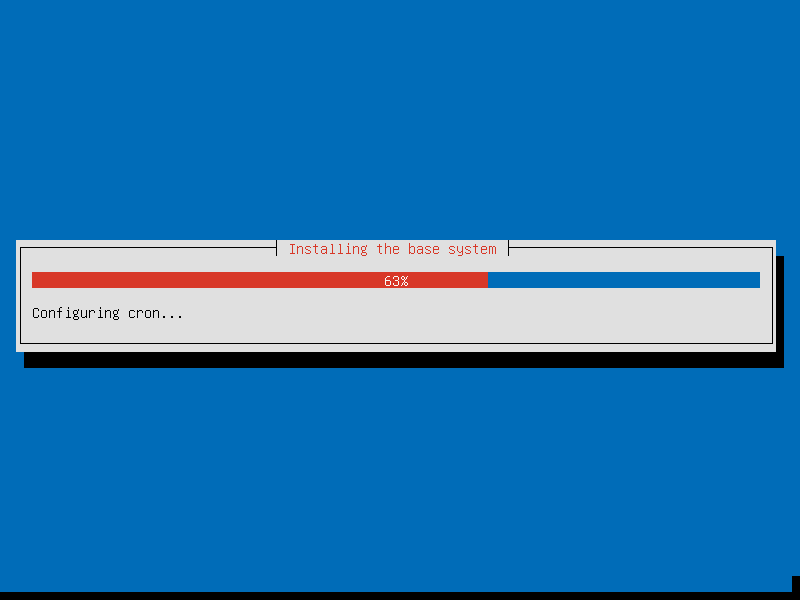 Installing the base system
63%
Configuring cron...